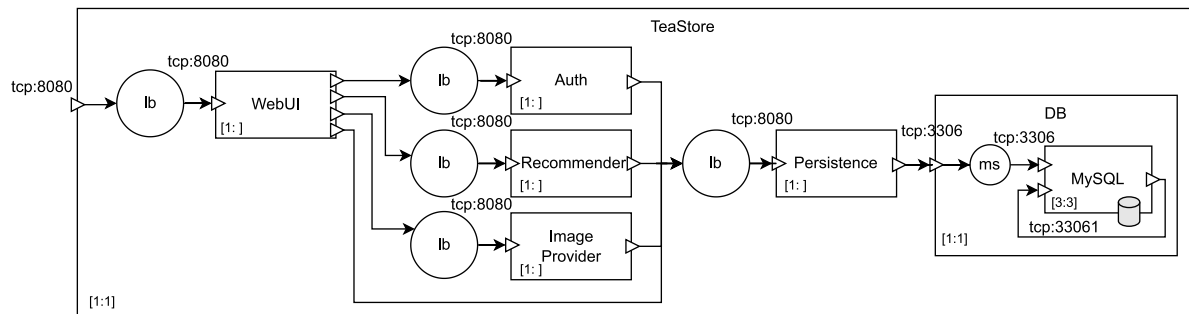 TeaStore
tcp:8080
tcp:8080
lb
WebUI
[1: ]
tcp:8080
lb
Auth
[1: ]
tcp:8080
lb
Recommender
[1: ]
tcp:8080
lb
Image
Provider
[1: ]
tcp:8080
lb
Persistence
[1: ]
tcp:3306
DB
tcp:3306
ms
MySQL
[3:3]
tcp:33061
[1:1]
[1:1]